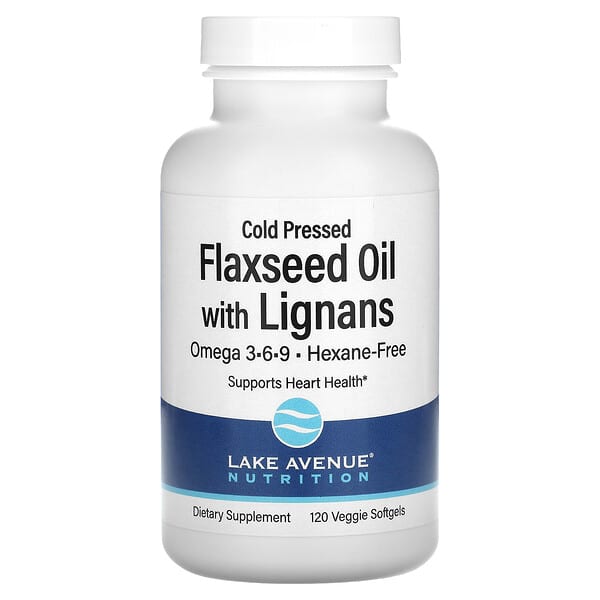 Cold Pressed
Flaxseed Oil
with Lignans
Omega 3•6•9 • Hexane-Free
Supports Heart Health*
LAKE AVENUE®
NUTRITION
Dietary Supplement 120 Veggie Softgels